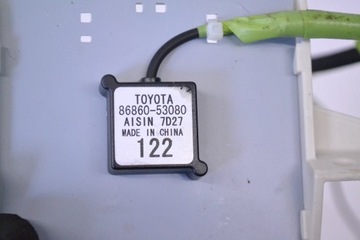 TOYOTA
86860-53080
AISIN 7D27
MADE IN CHINA
122